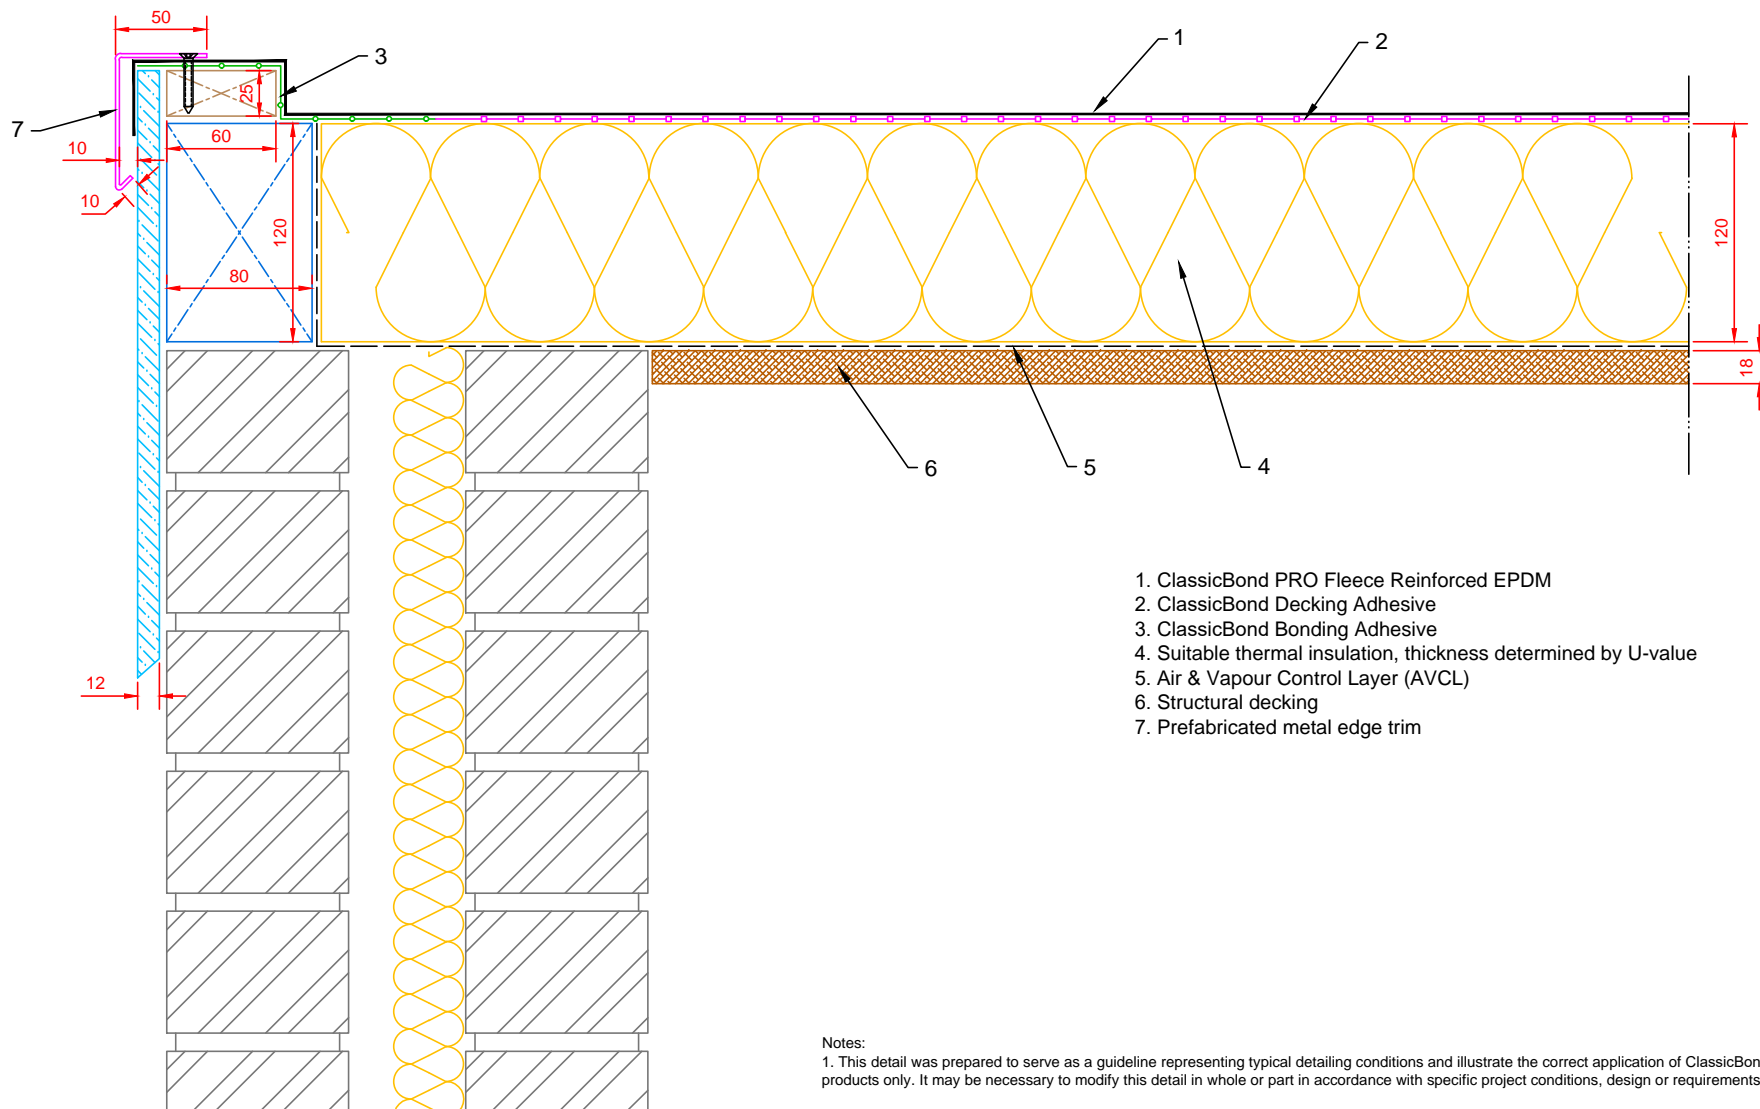 50
3
1
2
7
25
60
10
10
120
80
120
18
6
5
4
12
1. ClassicBond PRO Fleece Reinforced EPDM
2. ClassicBond Decking Adhesive
3. ClassicBond Bonding Adhesive
4. Suitable thermal insulation, thickness determined by U-value
5. Air & Vapour Control Layer (AVCL)
6. Structural decking
7. Prefabricated metal edge trim
Notes:
1. This detail was prepared to serve as a guideline representing typical detailing conditions and illustrate the correct application of ClassicBon
products only. It may be necessary to modify this detail in whole or part in accordance with specific project conditions, design or requirements